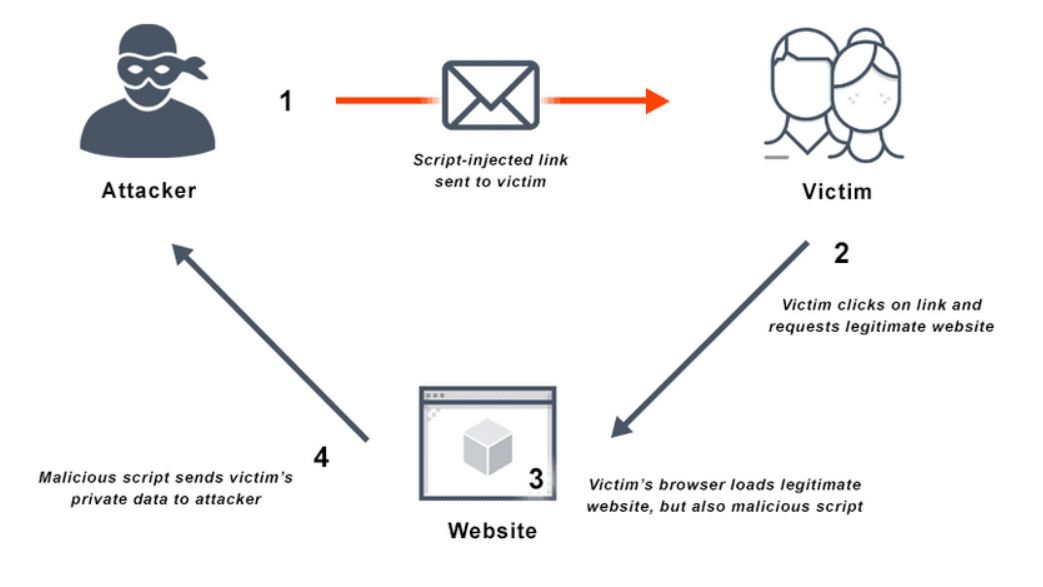 1
Script-injected link
sent to victim
Attacker
Victim
2
Victim clicks on link and
requests legitimate website
4
Malicious script sends victim's
private data to attacker
3
Victim's browser loads legitimate
website, but also malicious script
Website